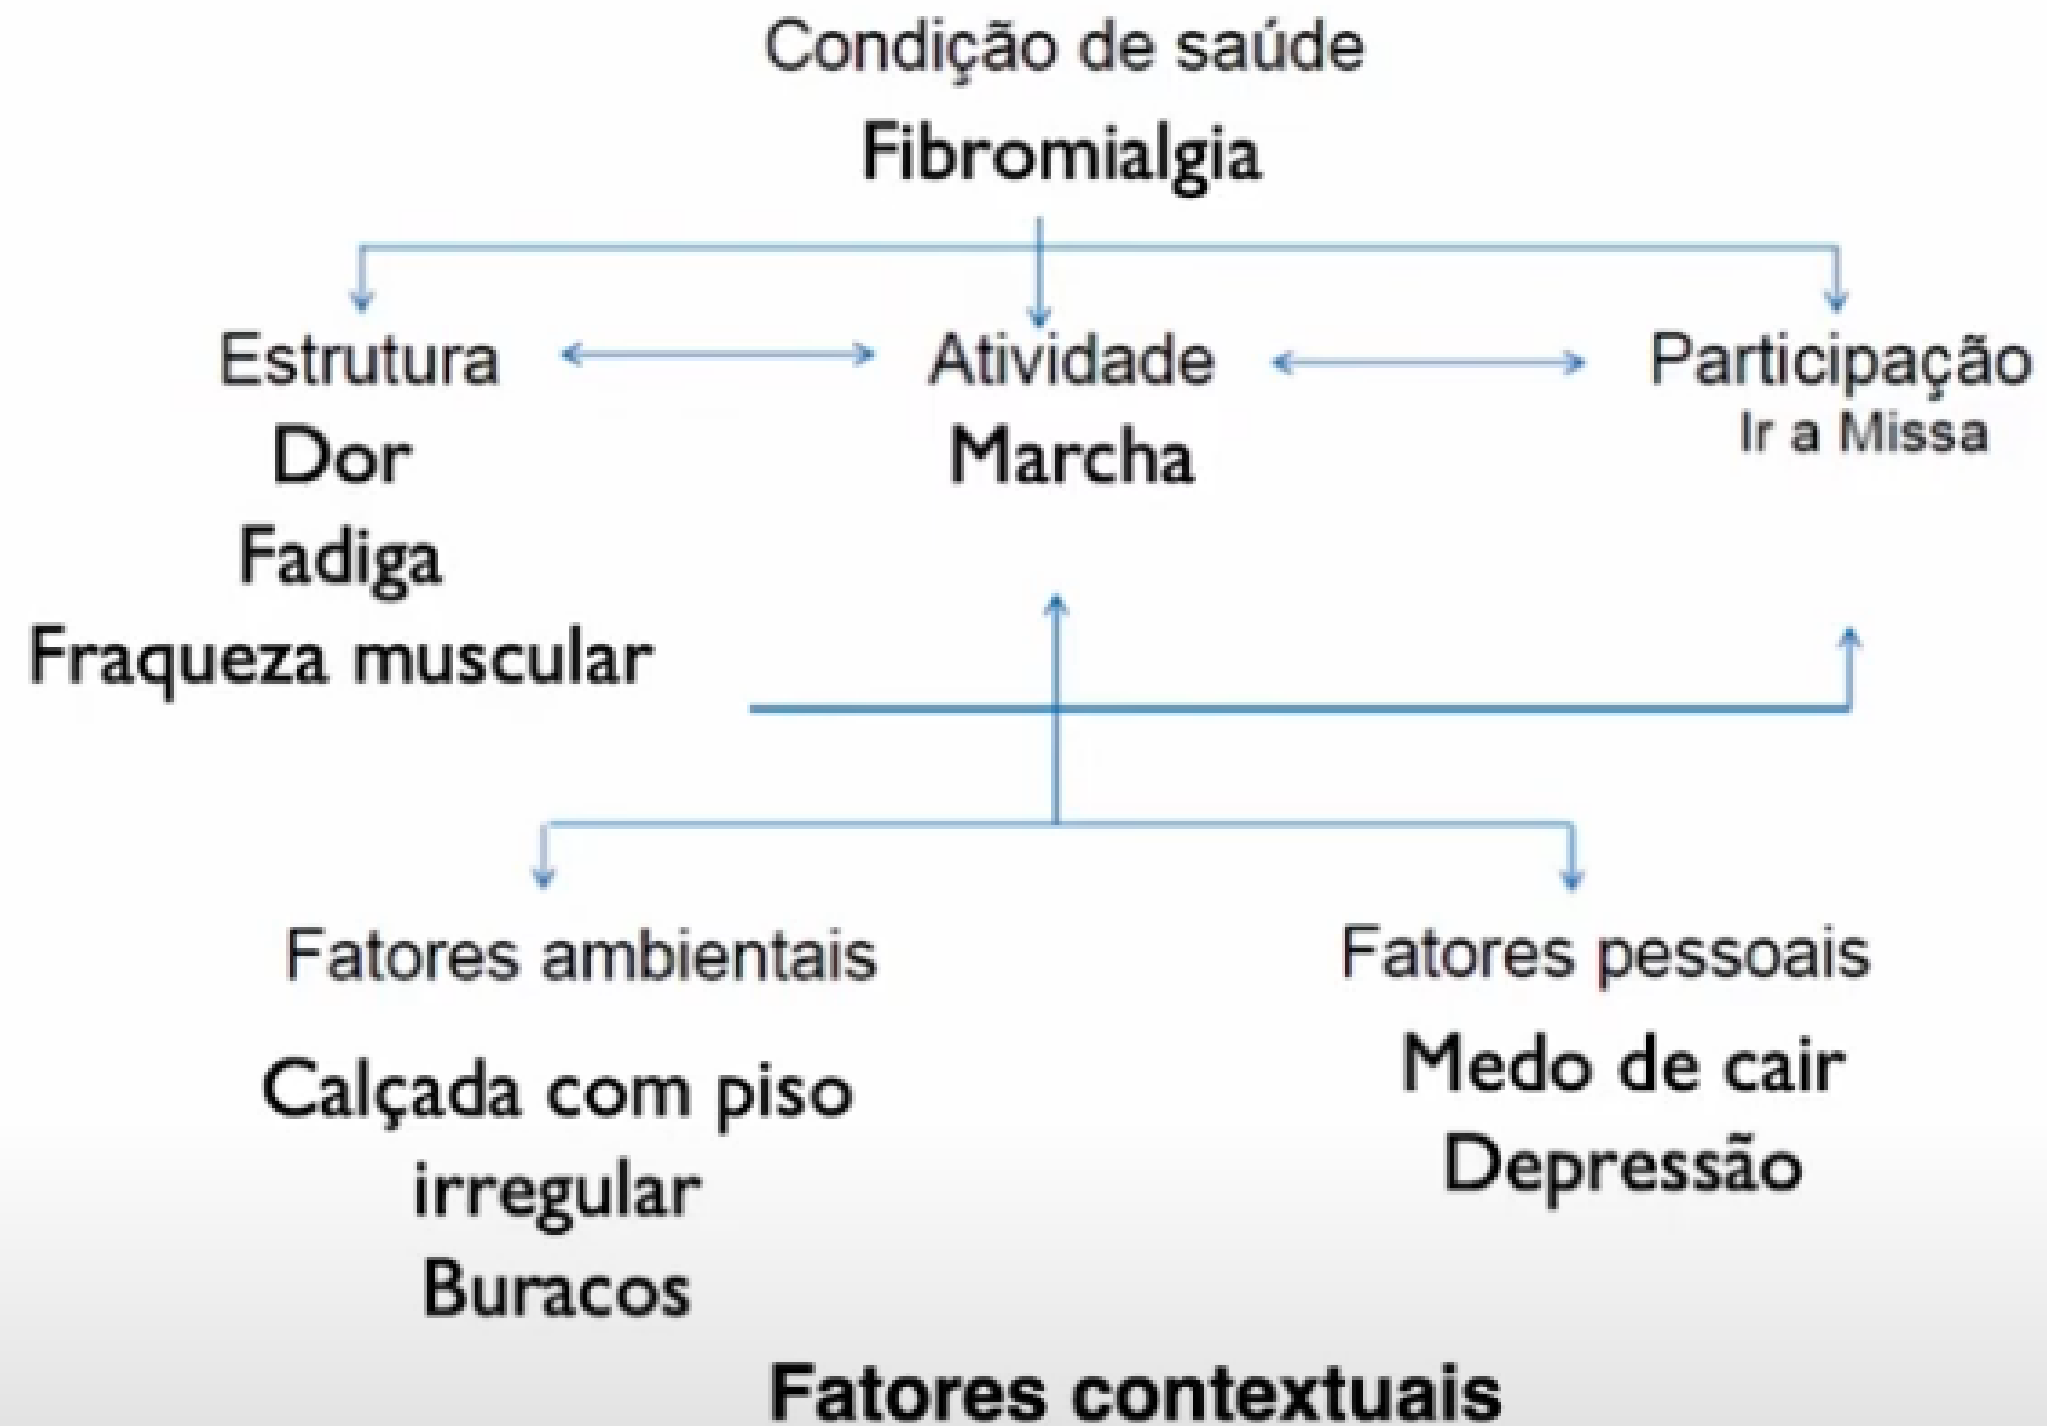 Condição de saúde
Fibromialgia
Estrutura
Atividade
Participação
Ir a Missa
Dor
Marcha
Fadiga
Fraqueza muscular
Fatores ambientais
Fatores pessoais
Calçada com piso
irregular
Buracos
Medo de cair
Depressão
Fatores contextuais